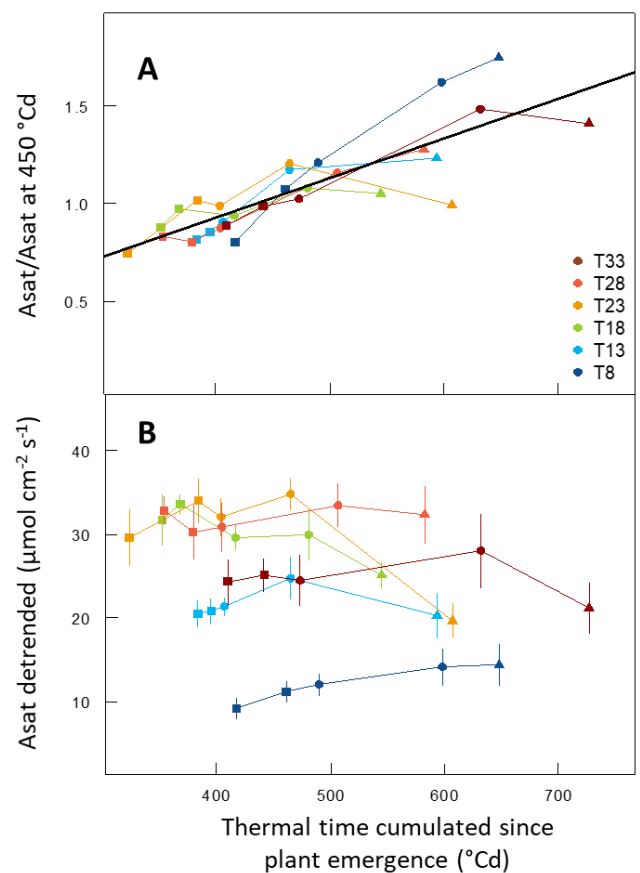 A
1.5
1.0
0.5
Asat/Asat at 450 °Cd
T33
T28
T23
T18
T13
T8
B
40
30
20
10
Asat detrended (µmol cm-2 s-1)
400 500 600 700
Thermal time cumulated since
plant emergence (°Cd)